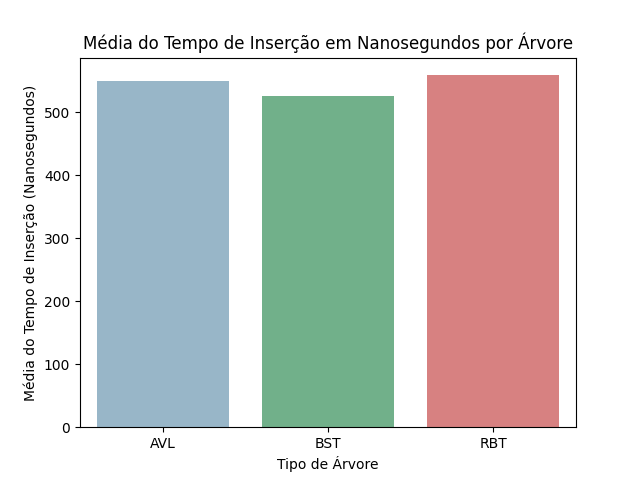 Média do Tempo de Inserção em Nanosegundos por Árvore
Média do Tempo de Inserção (Nanosegundos)
500
400
300
200
100
0
AVL
BST
RBT
Tipo de Árvore